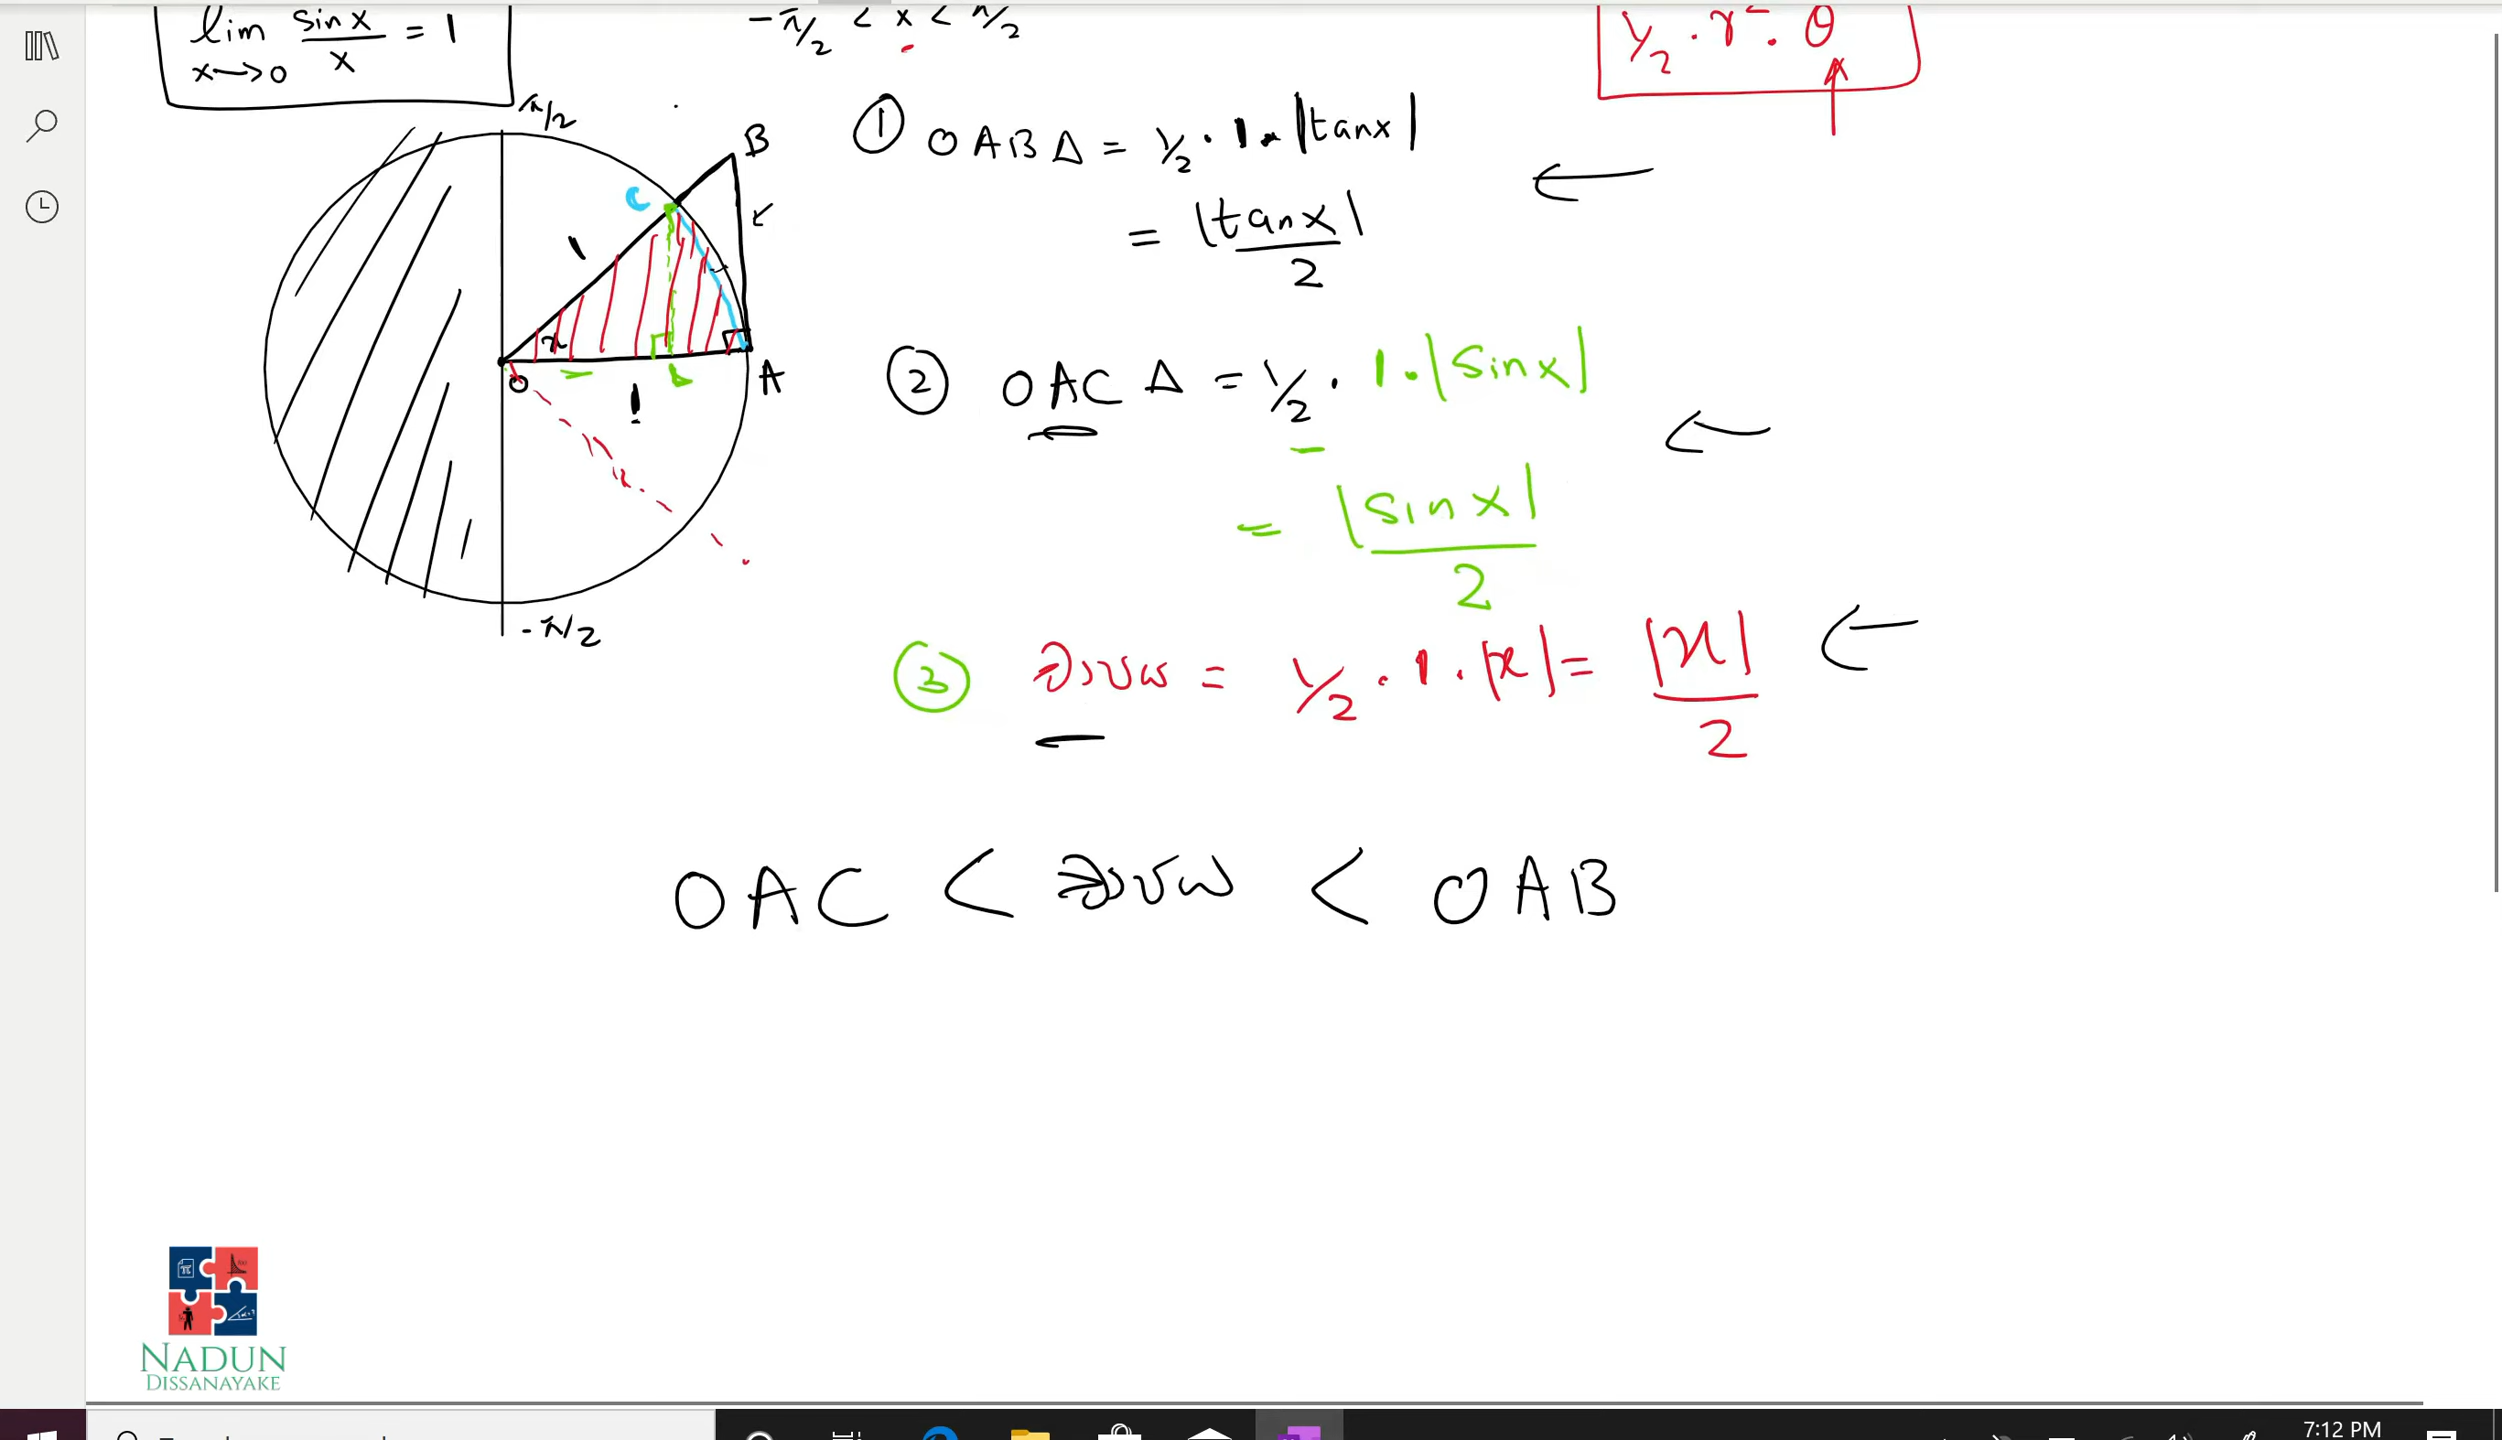 lim sin x / x = 1
x→0
-π/2 < x < π/2
1/2 · r² · θ
π/2
B
C
1
x
O
A
1
-π/2
① OAB Δ = 1/2 · 1 · |tan x|
= |tan x| / 2
② OAC Δ = 1/2 · 1 · |sin x|
= |sin x| / 2
③ = 1/2 · 1 · |x| = |x| / 2
OAC < < OAB
NADUN
DISSANAYAKE
7:12 PM